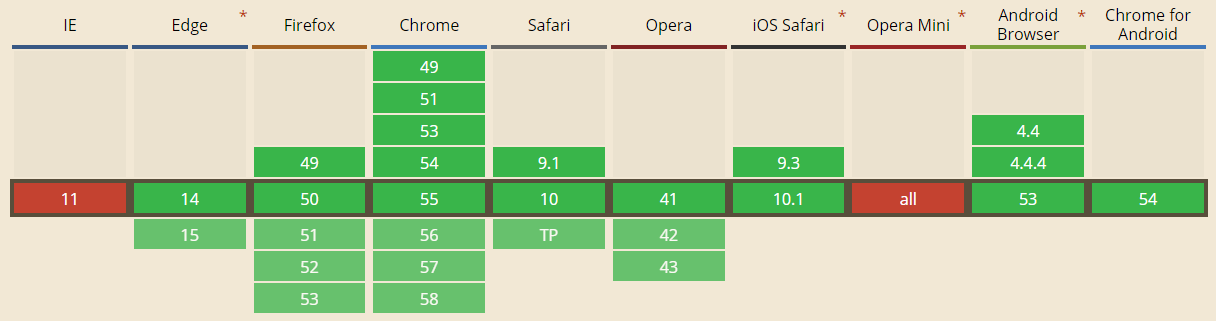 IE Edge * Firefox Chrome Safari Opera iOS Safari * Opera Mini * Android Browser * Chrome for Android
49
51
53 4.4
49 54 9.1 9.3 4.4.4
11 14 50 55 10 41 10.1 all 53 54
15 51 56 TP 42
52 57 43
53 58